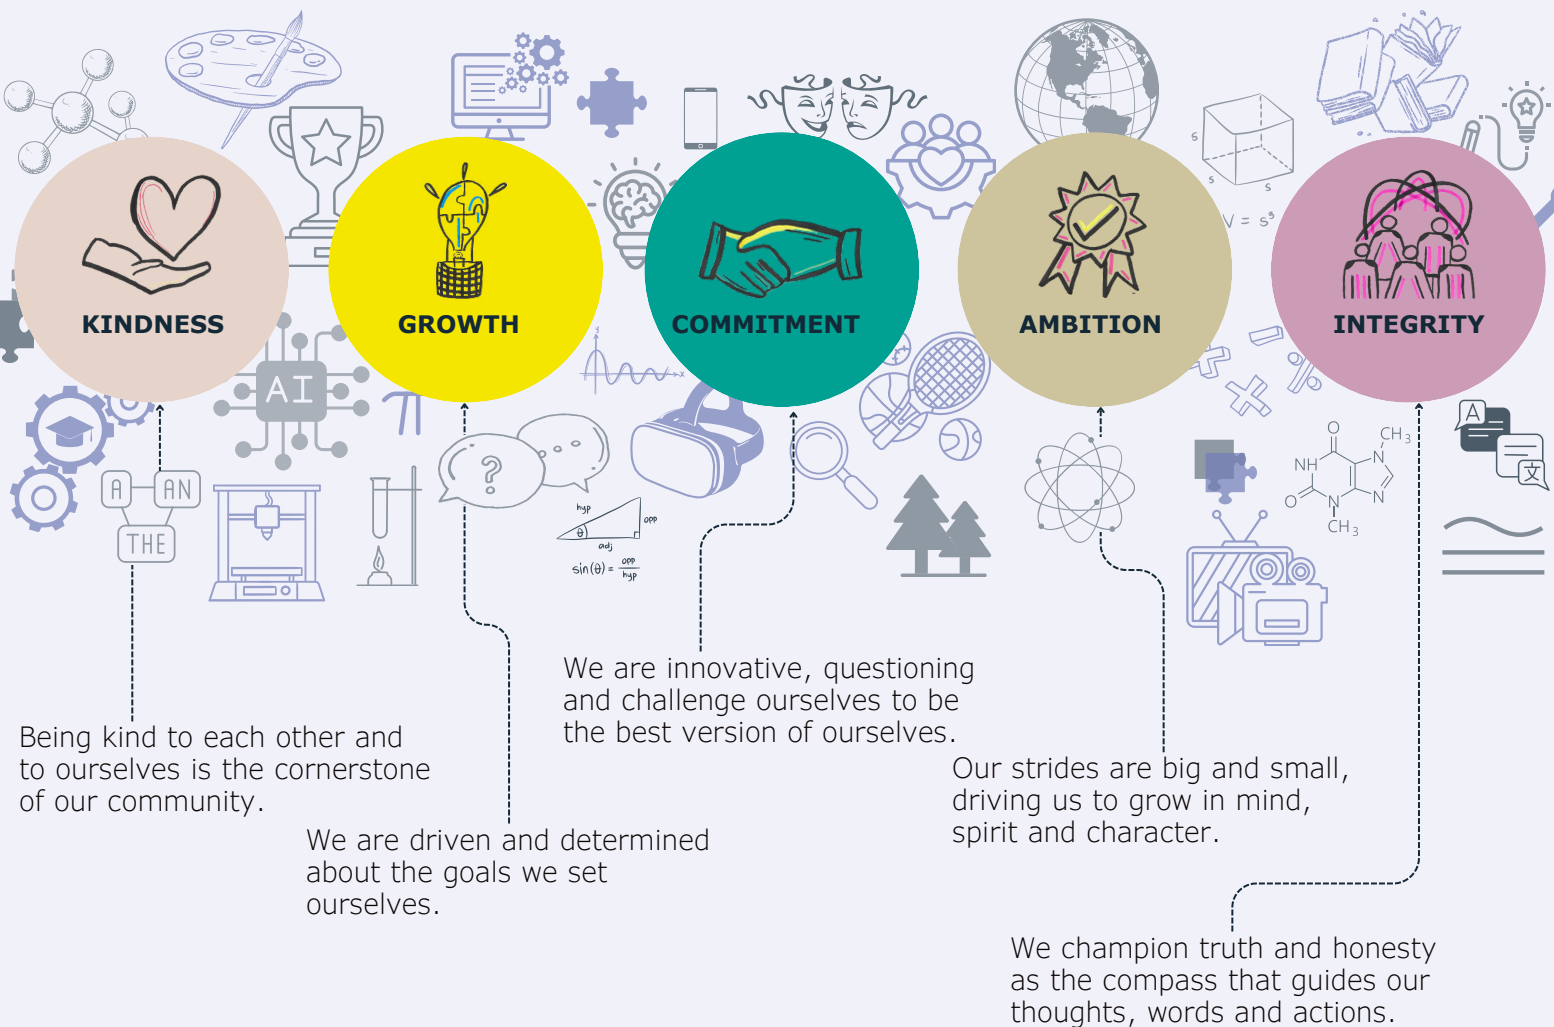 KINDNESS
GROWTH
COMMITMENT
AMBITION
INTEGRITY
s
s
s
V = s³
y
x
AI
π
A
AN
THE
?
hyp
opp
θ
adj
sin(θ) = opp/hyp
O
CH₃
NH
N
O
N
N
CH₃
A
文
We are innovative, questioning
and challenge ourselves to be
the best version of ourselves.
Being kind to each other and
to ourselves is the cornerstone
of our community.
Our strides are big and small,
driving us to grow in mind,
spirit and character.
We are driven and determined
about the goals we set
ourselves.
We champion truth and honesty
as the compass that guides our
thoughts, words and actions.